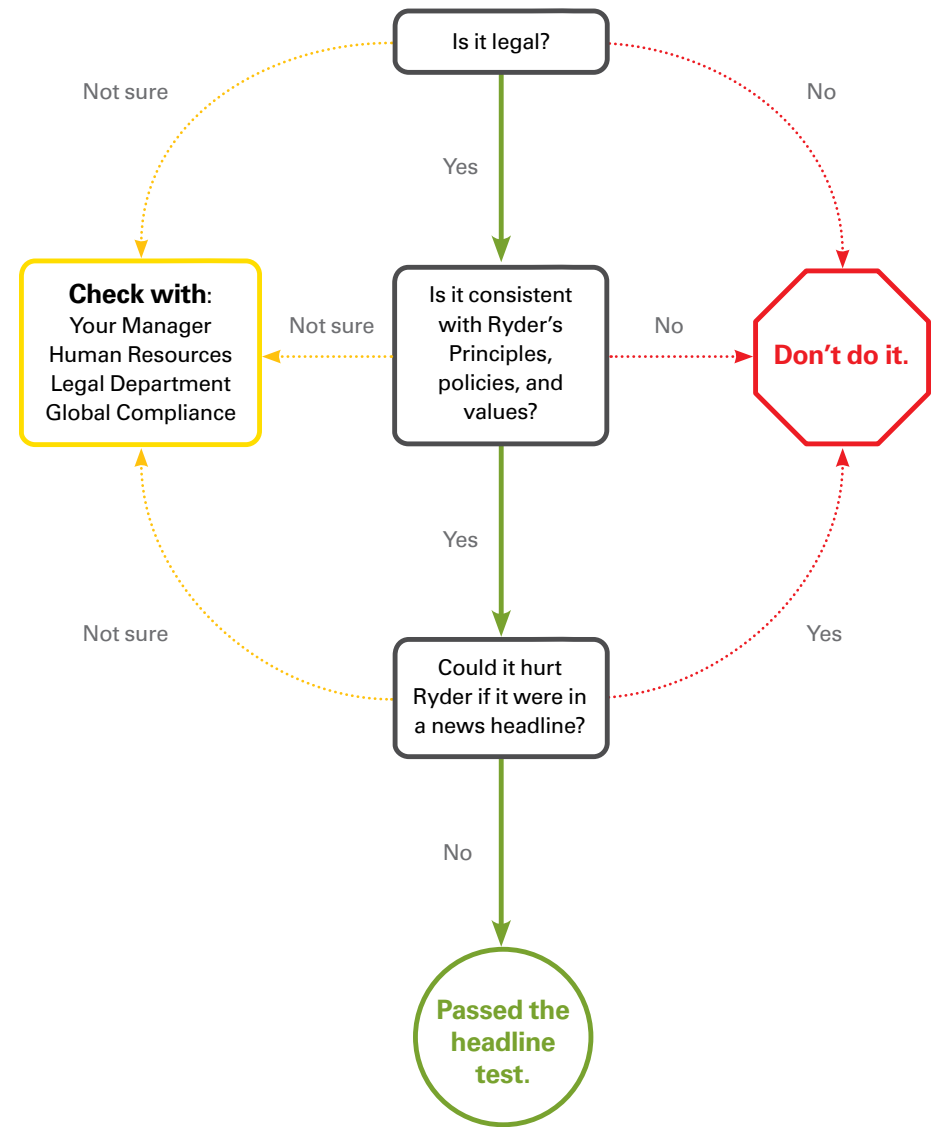 Is it legal?
Not sure
No
Yes
Check with:
Your Manager
Human Resources
Legal Department
Global Compliance
Not sure
Is it consistent
with Ryder’s
Principles,
policies, and
values?
No
Don’t do it.
Yes
Not sure
Yes
Could it hurt
Ryder if it were in
a news headline?
No
Passed the
headline
test.